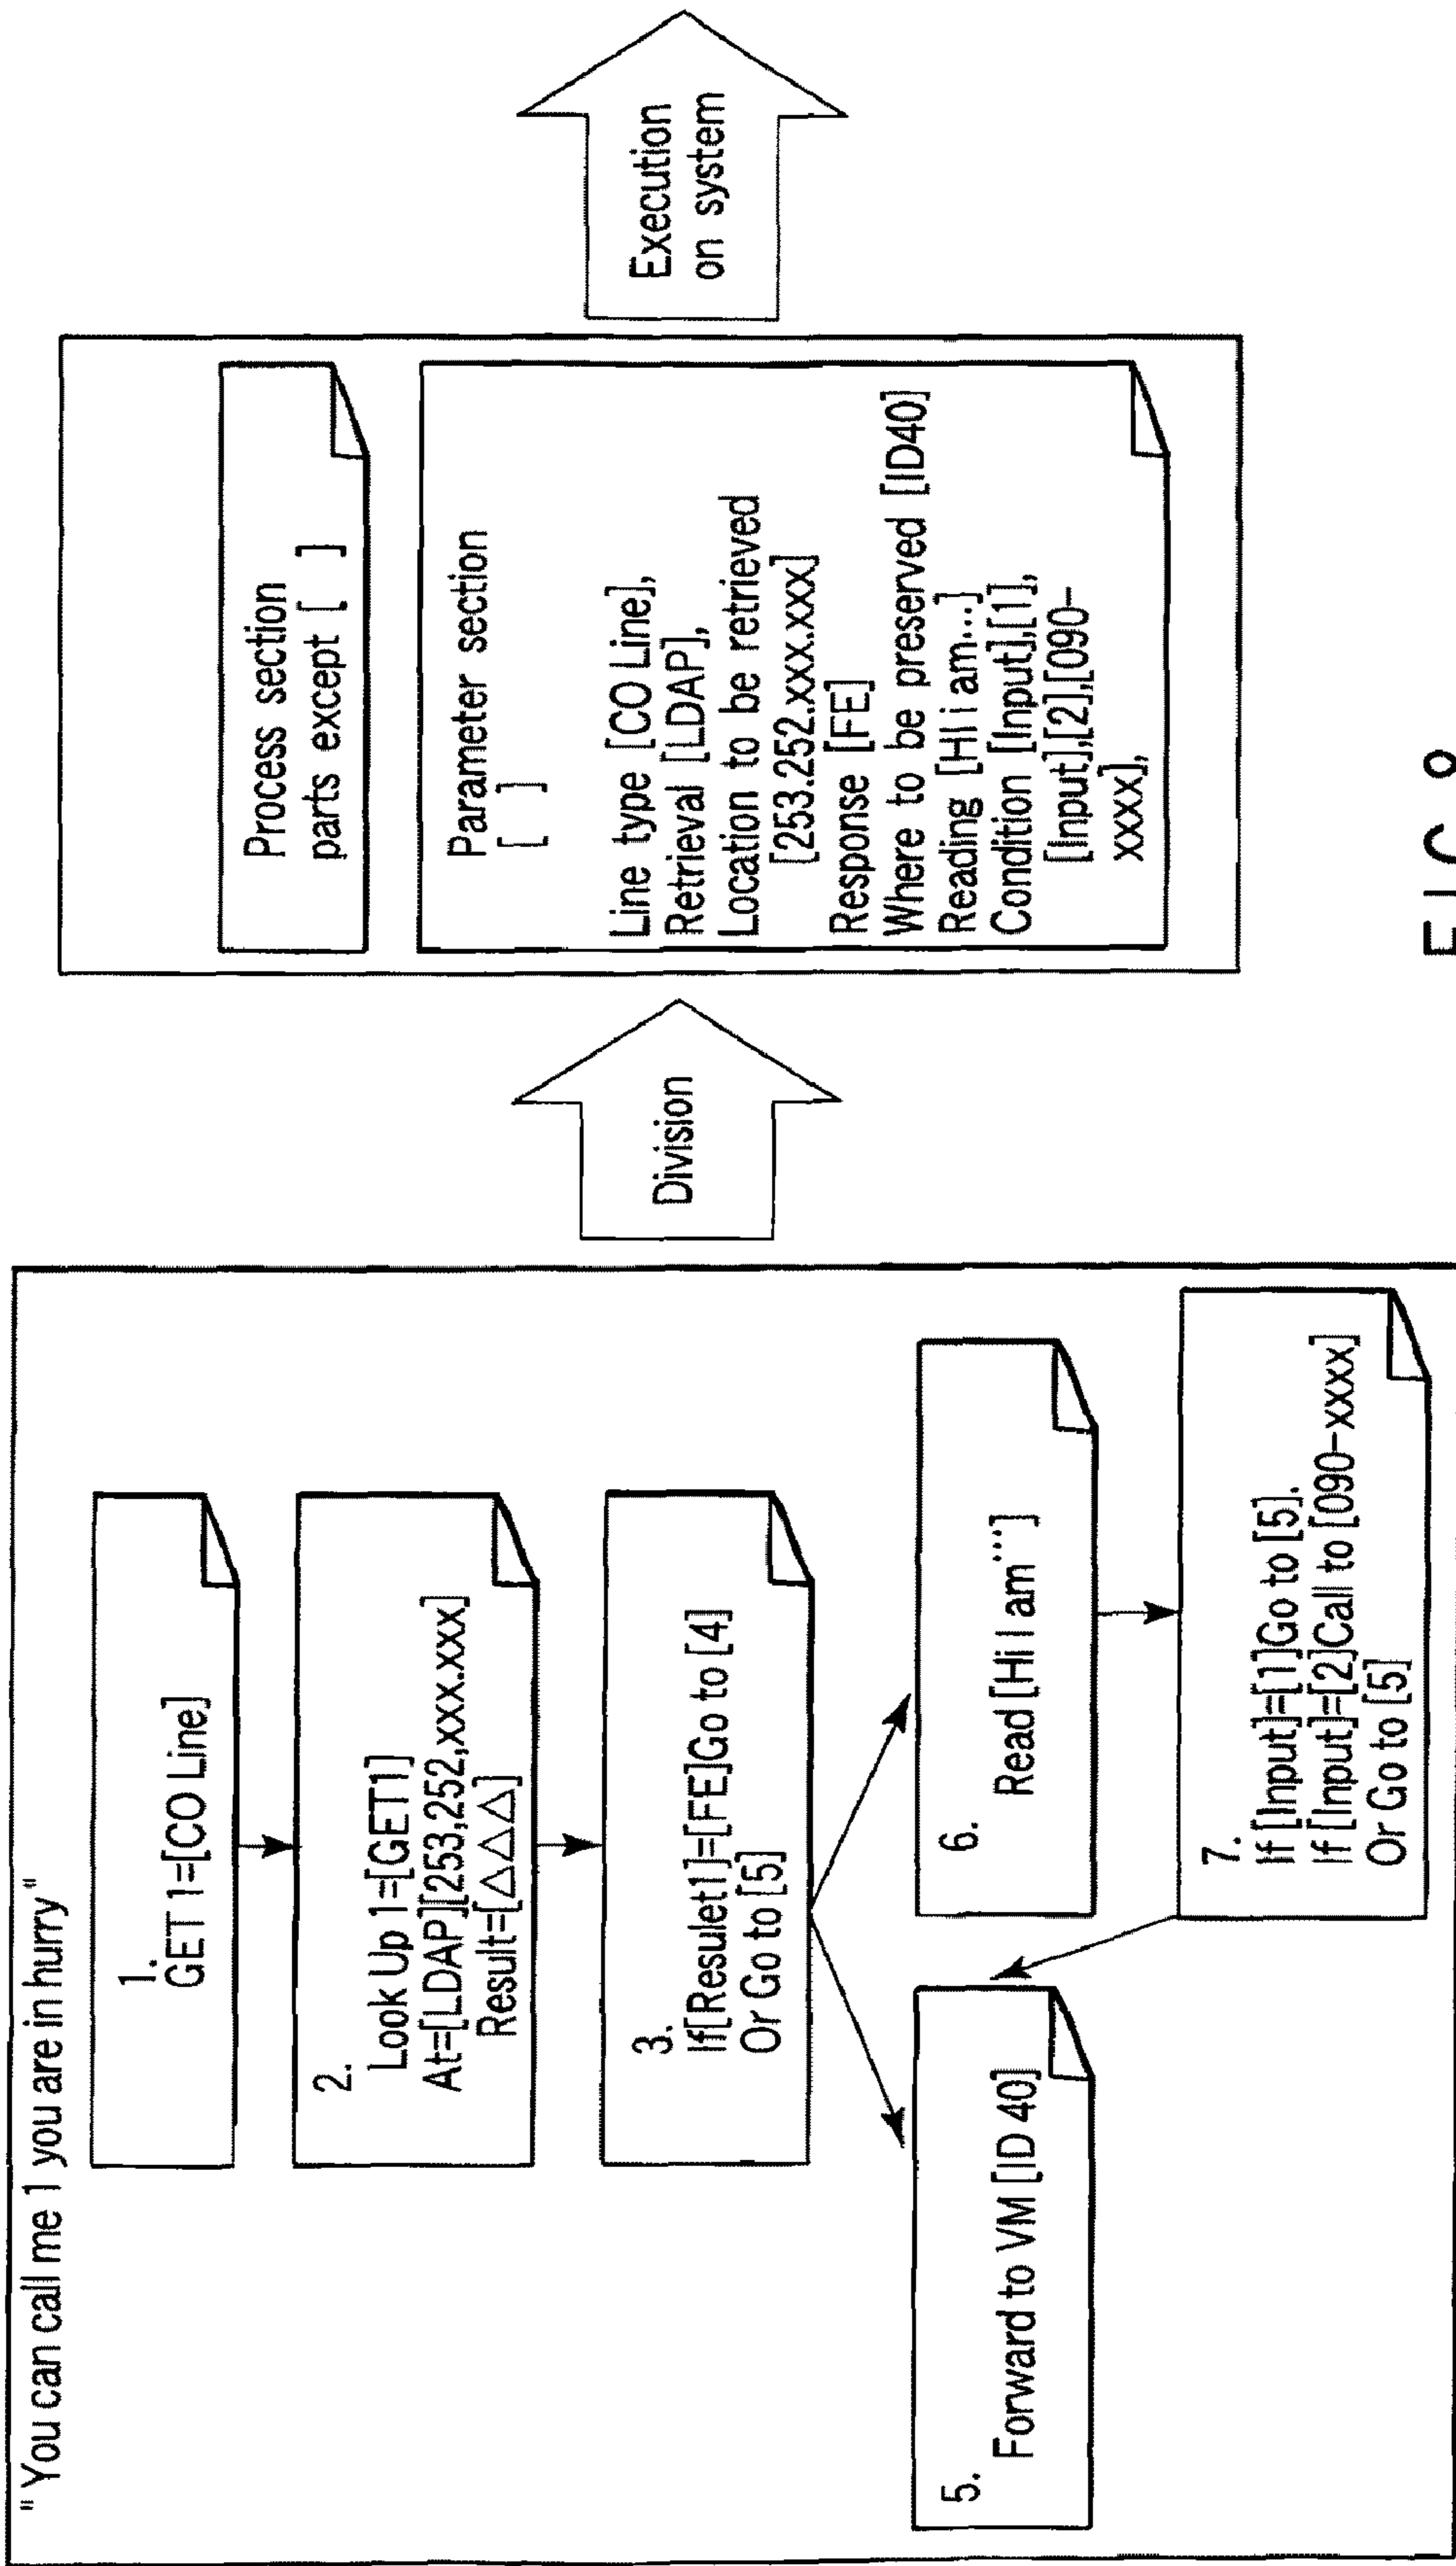 "You can call me 1 you are in hurry"
1.
GET 1=[CO Line]
2.
Look Up 1=[GET1]
At=[LDAP][253,252,xxx.xxx]
Result=[△△△]
3.
If[Resulet1]=[FE]Go to [4]
Or Go to [5]
5.
Forward to VM [ID 40]
6.
Read [Hi I am...]
7.
If [Input]=[1]Go to [5].
If [Input]=[2]Call to [090-xxxx]
Or Go to [5]
Division
Process section
parts except [ ]
Parameter section
[ ]
Line type [CO Line],
Retrieval [LDAP],
Location to be retrieved
[253.252.xxx.xxx]
Response [FE]
Where to be preserved [ID40]
Reading [Hi I am...]
Condition [Input],[1],
[Input],[2],[090-
xxxx],
Execution
on system